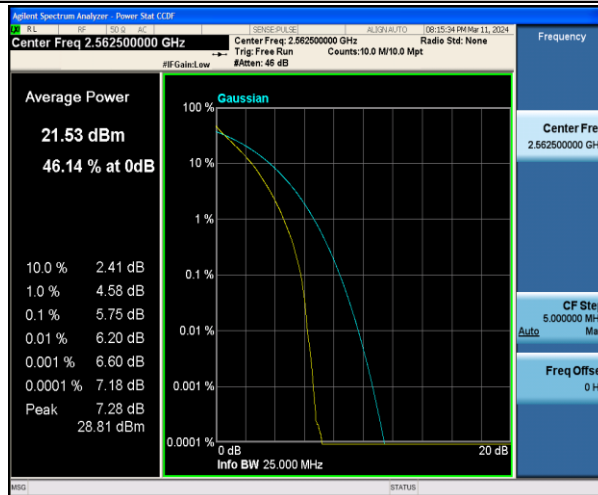 Agilent Spectrum Analyzer - Power Stat CCDF
RL RF 50 Ω AC SENSE:PULSE ALIGN AUTO 08:15:34 PM Mar 11, 2024
Center Freq 2.562500000 GHz
Center Freq: 2.562500000 GHz Radio Std: None
Trig: Free Run Counts:10.0 M/10.0 Mpt
#IFGain:Low #Atten: 46 dB
Frequency
Average Power
21.53 dBm
46.14 % at 0dB
10.0 % 2.41 dB
1.0 % 4.58 dB
0.1 % 5.75 dB
0.01 % 6.20 dB
0.001 % 6.60 dB
0.0001 % 7.18 dB
Peak 7.28 dB
28.81 dBm
Gaussian
100 %
10 %
1 %
0.1 %
0.01 %
0.001 %
0.0001 %
0 dB 20 dB
Info BW 25.000 MHz
Center Fre
2.562500000 GH
CF Ste
5.000000 MH
Auto Ma
Freq Offse
0 H
MSG STATUS